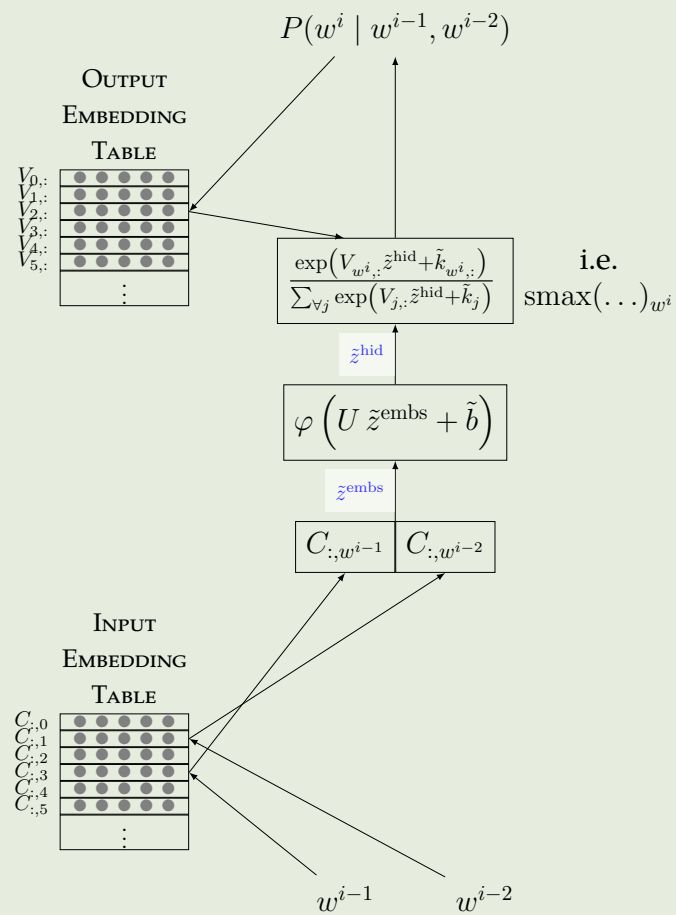 P(w^i | w^{i-1}, w^{i-2})
OUTPUT
EMBEDDING
TABLE
V_{0,:}
V_{1,:}
V_{2,:}
V_{3,:}
V_{4,:}
V_{5,:}
⋮
exp(V_{w^i,:} z̃^{hid} + k̃_{w^i,:})
∑_{∀j} exp(V_{j,:} z̃^{hid} + k̃_j)
i.e.
smax(…)_{w^i}
z̃^{hid}
φ(U z̃^{embs} + b̃)
z̃^{embs}
C_{:,w^{i-1}} C_{:,w^{i-2}}
INPUT
EMBEDDING
TABLE
C_{:,0}
C_{:,1}
C_{:,2}
C_{:,3}
C_{:,4}
C_{:,5}
⋮
w^{i-1} w^{i-2}